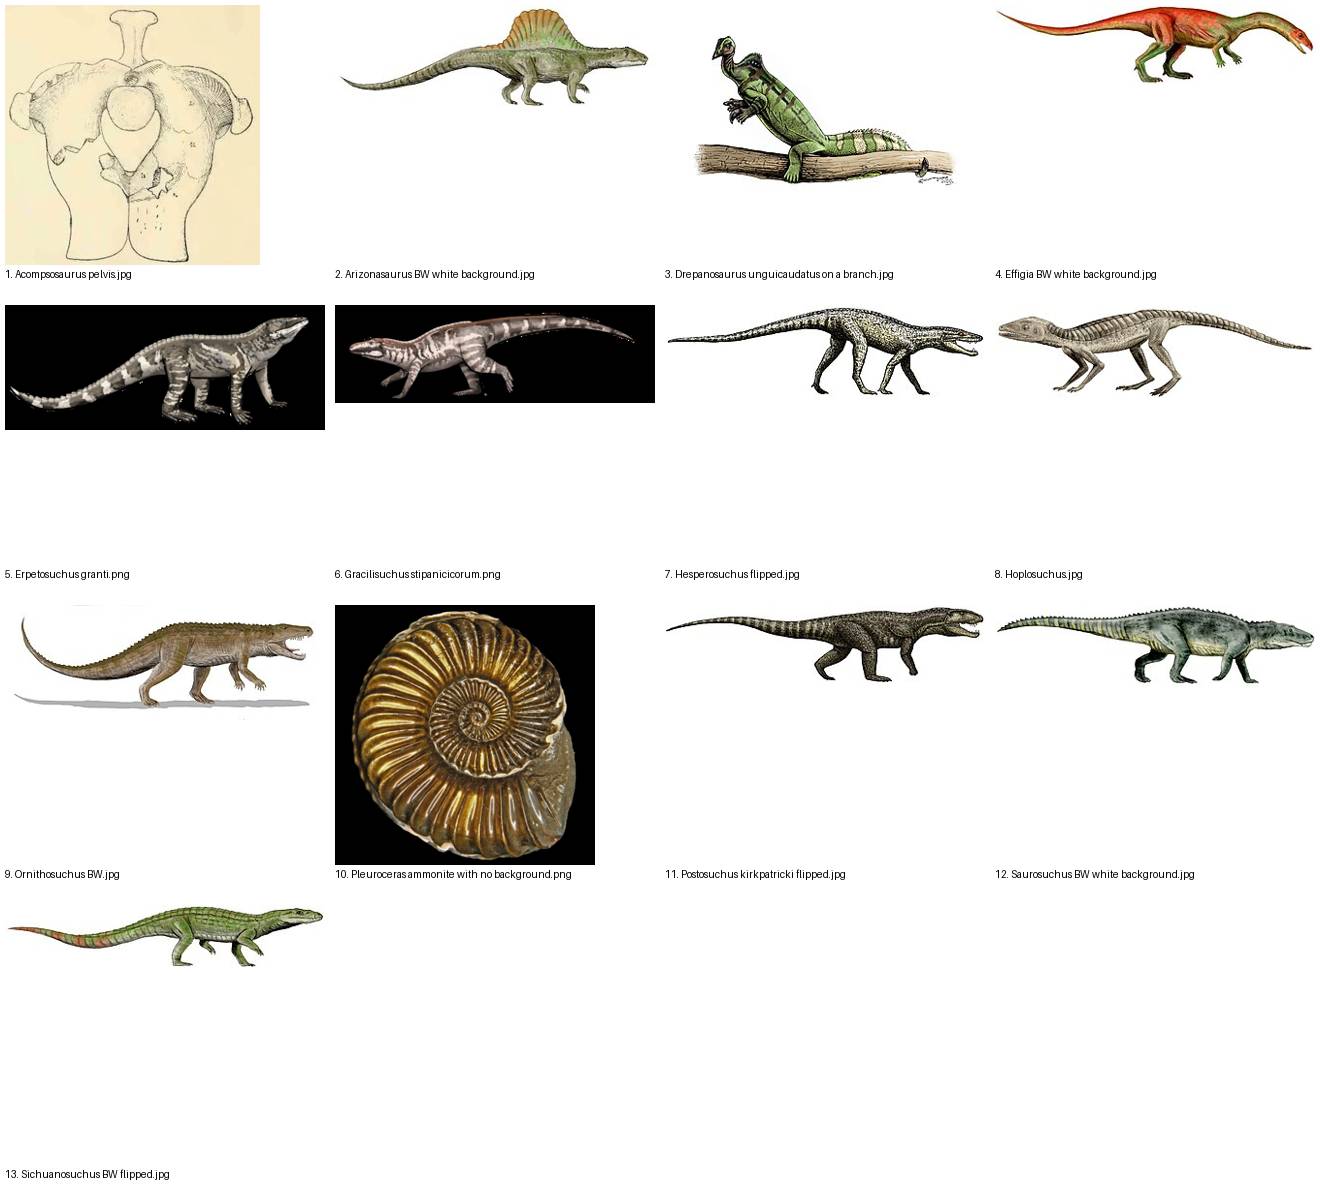 1. Acompsosaurus pelvis.jpg
2. Arizonasaurus BW white background.jpg
3. Drepanosaurus unguicaudatus on a branch.jpg
4. Effigia BW white background.jpg
5. Erpetosuchus granti.png
6. Gracilisuchus stipanicicorum.png
7. Hesperosuchus flipped.jpg
8. Hoplosuchus.jpg
9. Ornithosuchus BW.jpg
10. Pleuroceras ammonite with no background.png
11. Postosuchus kirkpatricki flipped.jpg
12. Saurosuchus BW white background.jpg
13. Sichuanosuchus BW flipped.jpg